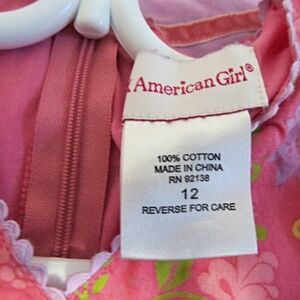 American Girl®
100% COTTON
MADE IN CHINA
RN 92138
12
REVERSE FOR CARE